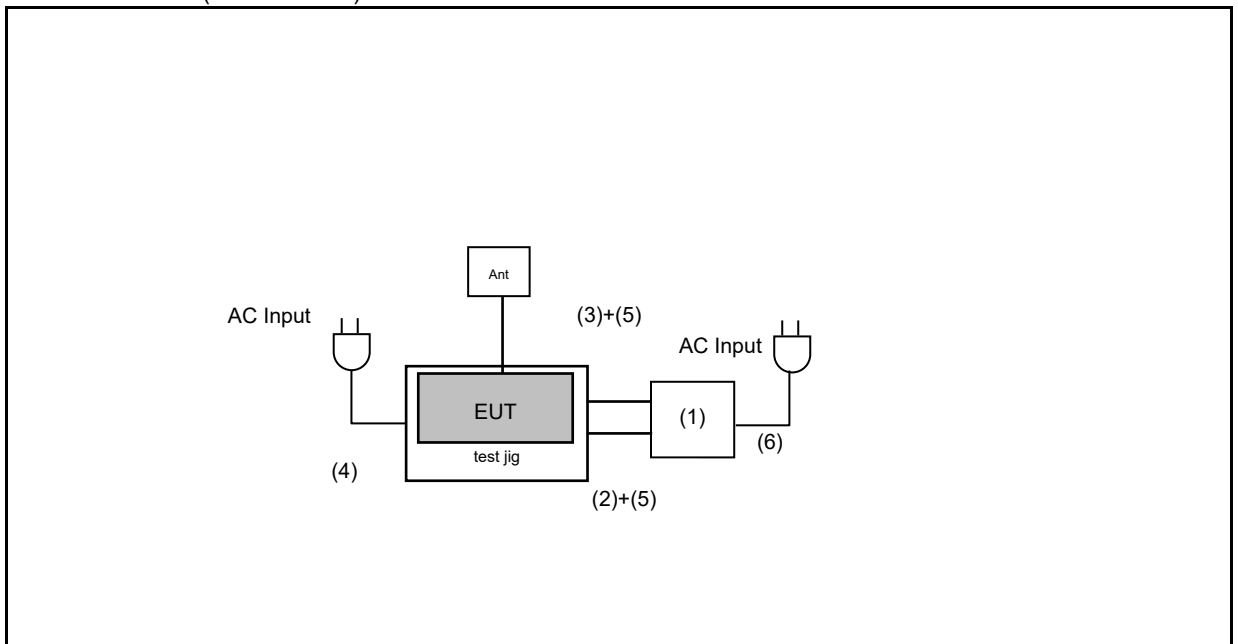 Ant
AC Input
(3)+(5)
AC Input
EUT
(1)
(6)
test jig
(4)
(2)+(5)